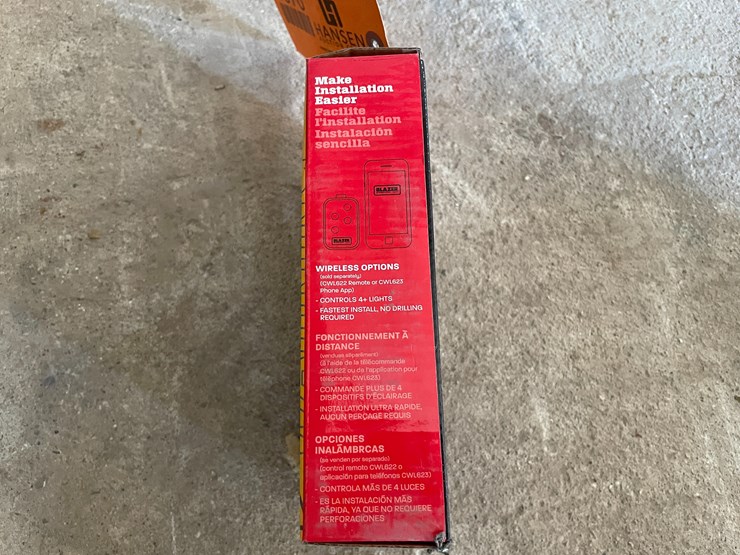 HANSEN
Make
Installation
Easier
Facilite
l'installation
Instalación
sencilla
BLAZER
BLAZER
WIRELESS OPTIONS
(sold separately)
(CWL622 Remote or CWL623
Phone App)
- CONTROLS 4+ LIGHTS
- FASTEST INSTALL, NO DRILLING
REQUIRED
FONCTIONNEMENT À
DISTANCE
(vendues séparément)
(à l'aide de la télécommande
CWL622 ou de l'application pour
téléphone CWL623)
- COMMANDE PLUS DE 4
DISPOSITIFS D'ÉCLAIRAGE
- INSTALLATION ULTRA RAPIDE,
AUCUN PERÇAGE REQUIS
OPCIONES
INALÁMBRCAS
(se venden por separado)
(control remoto CWL622 o
aplicación para teléfonos CWL623)
- CONTROLA MÁS DE 4 LUCES
- ES LA INSTALACIÓN MÁS
RÁPIDA, YA QUE NO REQUIERE
PERFORACIONES